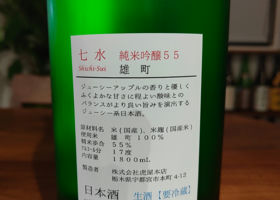 七水 純米吟醸55
Shichi-Sui 雄町
ジューシーアップルの香りと優しく
ふくよかな甘さに程よい酸味との
バランスがより良い旨みを演出する
ジューシー系日本酒。
原材料名 米(国産)、米麹(国産米)
使用米 雄町 100%
精米歩合 55%
アルコール分 17度
内容量 1800mL
製造者 株式会社虎屋本店
栃木県宇都宮市本町4-12
日本酒 生酒【要冷蔵】